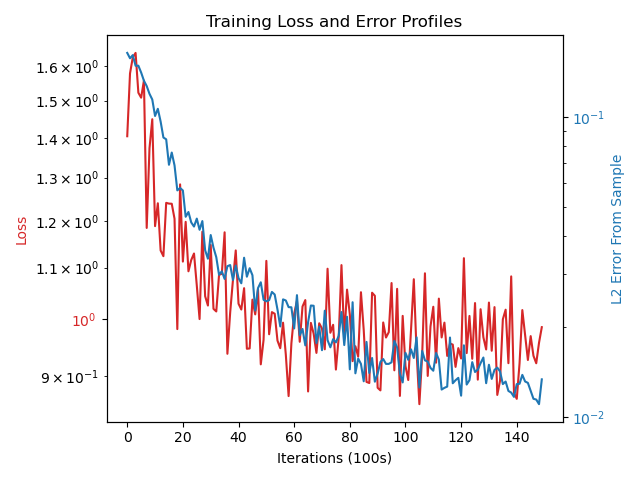 Training Loss and Error Profiles
1.6 × 10⁰
1.5 × 10⁰
1.4 × 10⁰
1.3 × 10⁰
1.2 × 10⁰
1.1 × 10⁰
10⁰
9 × 10⁻¹
Loss
10⁻¹
10⁻²
L2 Error From Sample
0 20 40 60 80 100 120 140
Iterations (100s)